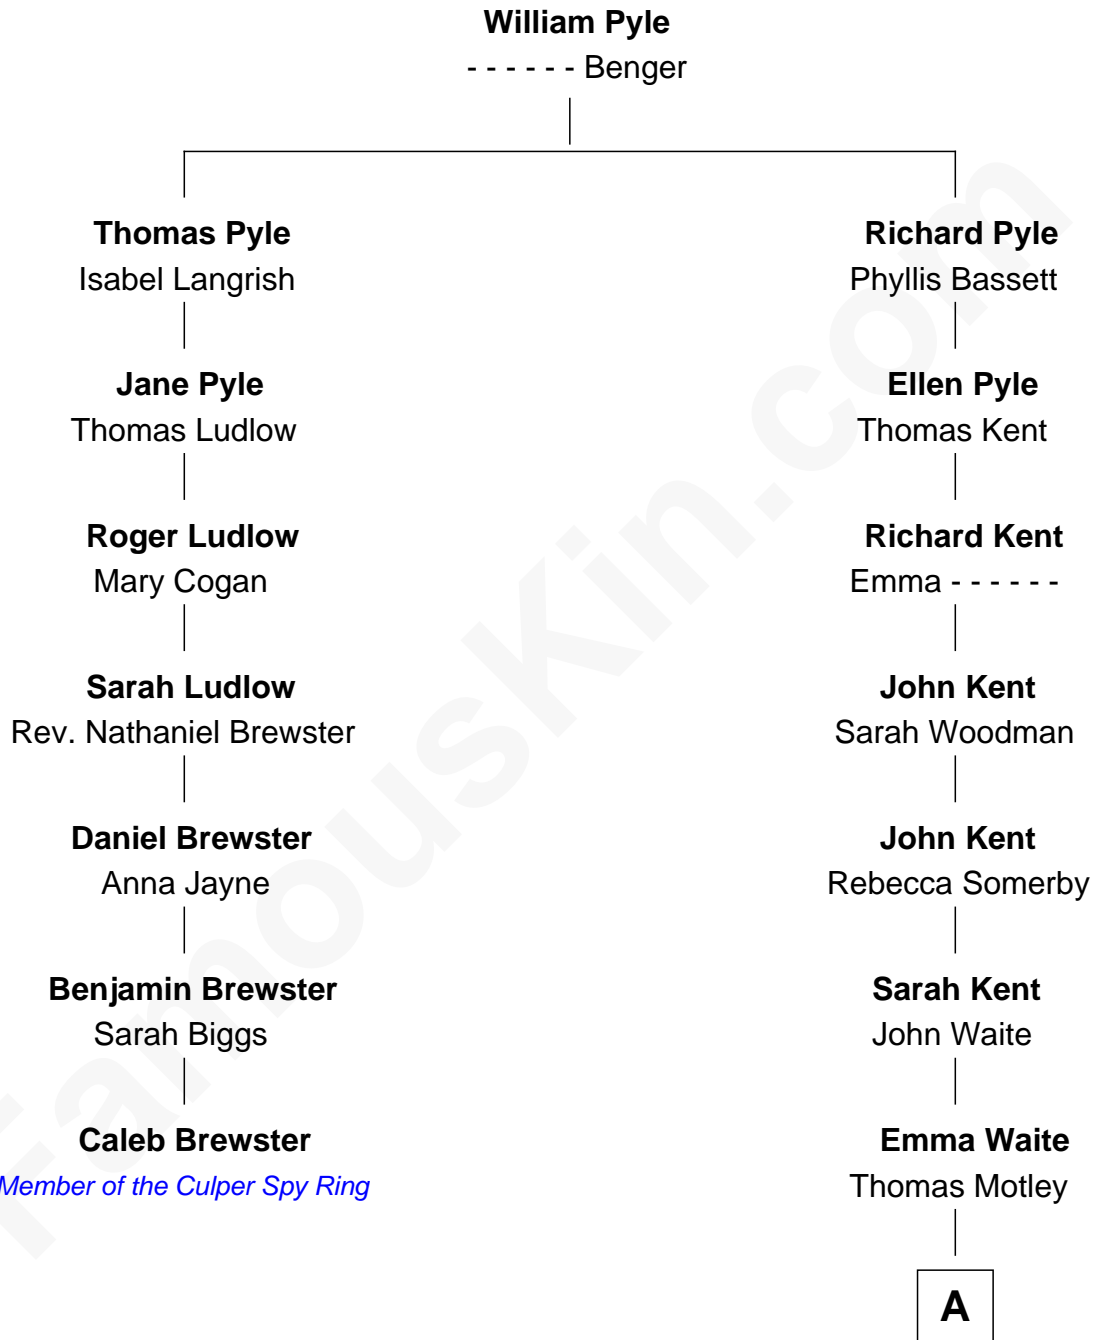 William Pyle
- - - - - - Benger
Thomas Pyle
Isabel Langrish
Richard Pyle
Phyllis Bassett
Jane Pyle
Thomas Ludlow
Ellen Pyle
Thomas Kent
Roger Ludlow
Mary Cogan
Richard Kent
Emma - - - - - -
Sarah Ludlow
Rev. Nathaniel Brewster
John Kent
Sarah Woodman
Daniel Brewster
Anna Jayne
John Kent
Rebecca Somerby
Benjamin Brewster
Sarah Biggs
Sarah Kent
John Waite
Caleb Brewster
Member of the Culper Spy Ring
Emma Waite
Thomas Motley
A
FamousKin.com